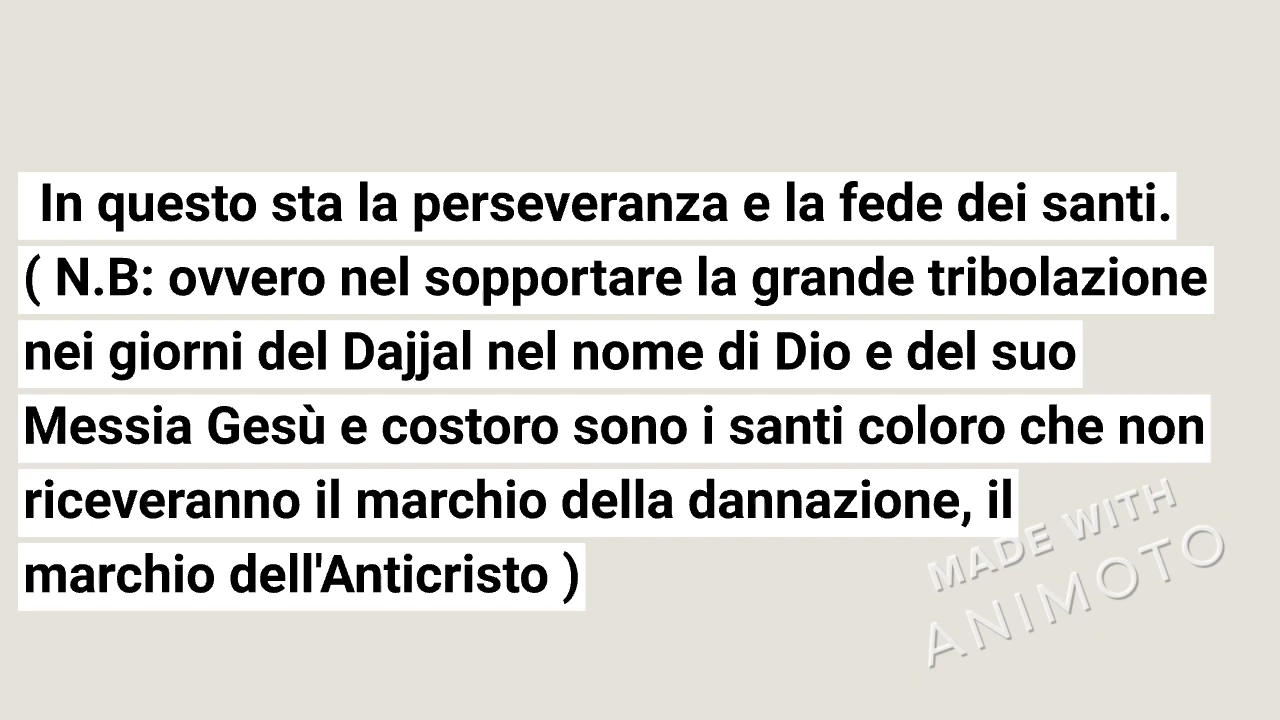 In questo sta la perseveranza e la fede dei santi.
( N.B: ovvero nel sopportare la grande tribolazione
nei giorni del Dajjal nel nome di Dio e del suo
Messia Gesù e costoro sono i santi coloro che non
riceveranno il marchio della dannazione, il
marchio dell'Anticristo )
MADE WITH
ANIMOTO